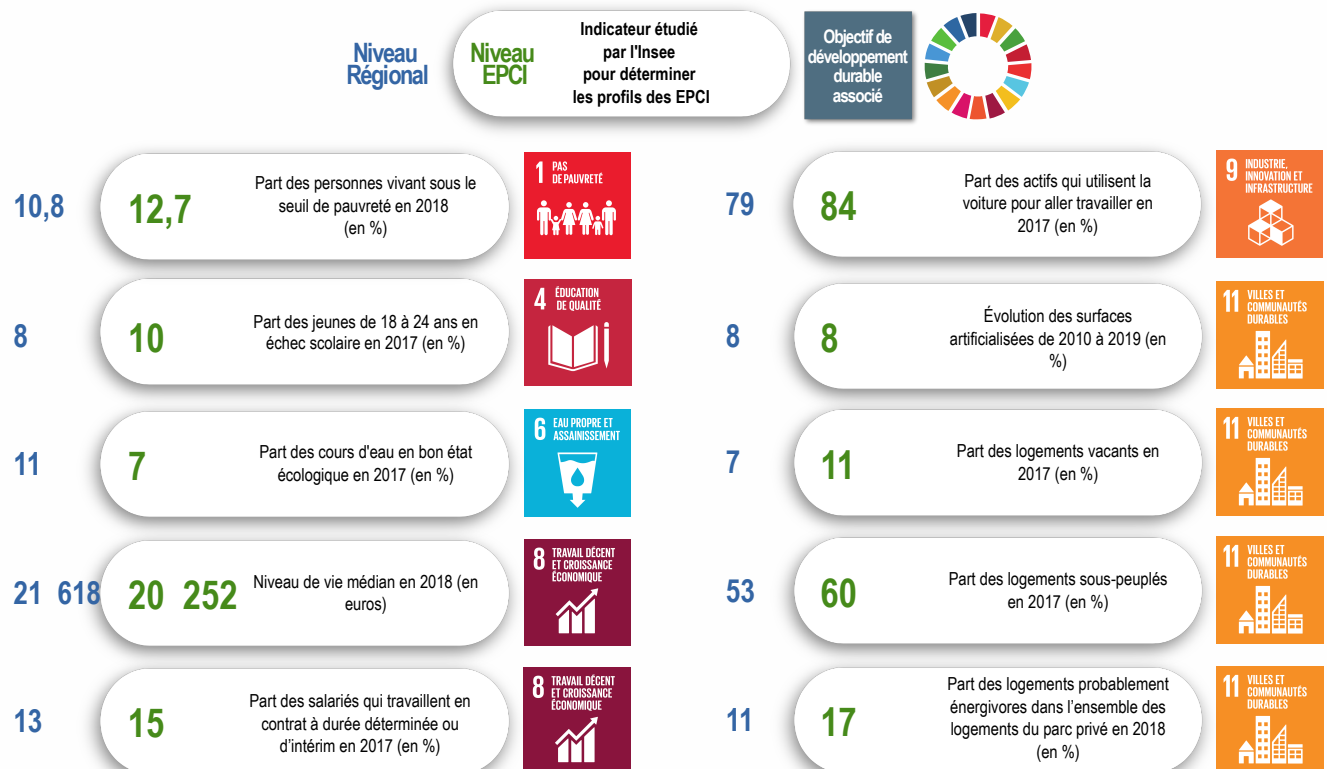 Niveau
Régional
Niveau
EPCI
Indicateur étudié
par l'Insee
pour déterminer
les profils des EPCI
Objectif de
développement
durable
associé
10,8
12,7
Part des personnes vivant sous le
seuil de pauvreté en 2018
(en %)
1 PAS
DE PAUVRETÉ
8
10
Part des jeunes de 18 à 24 ans en
échec scolaire en 2017 (en %)
4 ÉDUCATION
DE QUALITÉ
11
7
Part des cours d'eau en bon état
écologique en 2017 (en %)
6 EAU PROPRE ET
ASSAINISSEMENT
21 618
20 252
Niveau de vie médian en 2018 (en
euros)
8 TRAVAIL DÉCENT
ET CROISSANCE
ÉCONOMIQUE
13
15
Part des salariés qui travaillent en
contrat à durée déterminée ou
d’intérim en 2017 (en %)
8 TRAVAIL DÉCENT
ET CROISSANCE
ÉCONOMIQUE
79
84
Part des actifs qui utilisent la
voiture pour aller travailler en
2017 (en %)
9 INDUSTRIE,
INNOVATION ET
INFRASTRUCTURE
8
8
Évolution des surfaces
artificialisées de 2010 à 2019 (en
%)
11 VILLES ET
COMMUNAUTÉS
DURABLES
7
11
Part des logements vacants en
2017 (en %)
11 VILLES ET
COMMUNAUTÉS
DURABLES
53
60
Part des logements sous-peuplés
en 2017 (en %)
11 VILLES ET
COMMUNAUTÉS
DURABLES
11
17
Part des logements probablement
énergivores dans l’ensemble des
logements du parc privé en 2018
(en %)
11 VILLES ET
COMMUNAUTÉS
DURABLES